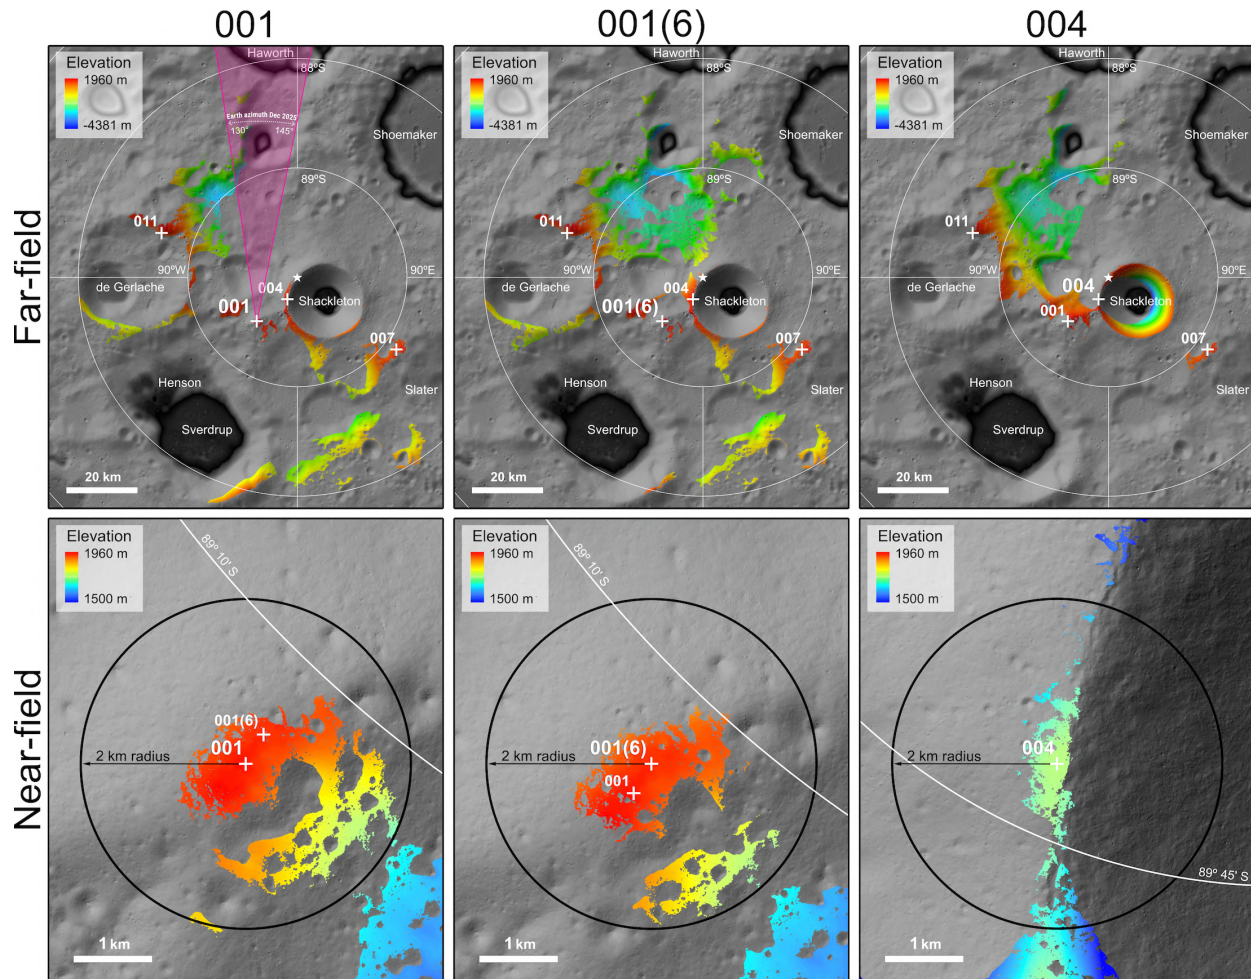 001
001(6)
004
Far-field
Elevation
1960 m
-4381 m
Haworth
88°S
Earth azimuth Dec 2025
130°
145°
Shoemaker
89°S
011
90°W
90°E
de Gerlache
004
001
Shackleton
007
Henson
Slater
Sverdrup
20 km
Elevation
1960 m
-4381 m
Haworth
88°S
Shoemaker
89°S
011
90°W
90°E
de Gerlache
004
001(6)
Shackleton
007
Henson
Slater
Sverdrup
20 km
Elevation
1960 m
-4381 m
Haworth
88°S
Shoemaker
89°S
011
90°W
90°E
de Gerlache
004
001
Shackleton
007
Henson
Slater
Sverdrup
20 km
Near-field
Elevation
1960 m
1500 m
89° 10' S
001(6)
001
2 km radius
1 km
Elevation
1960 m
1500 m
89° 10' S
001(6)
2 km radius
001
1 km
Elevation
1960 m
1500 m
004
2 km radius
89° 45' S
1 km